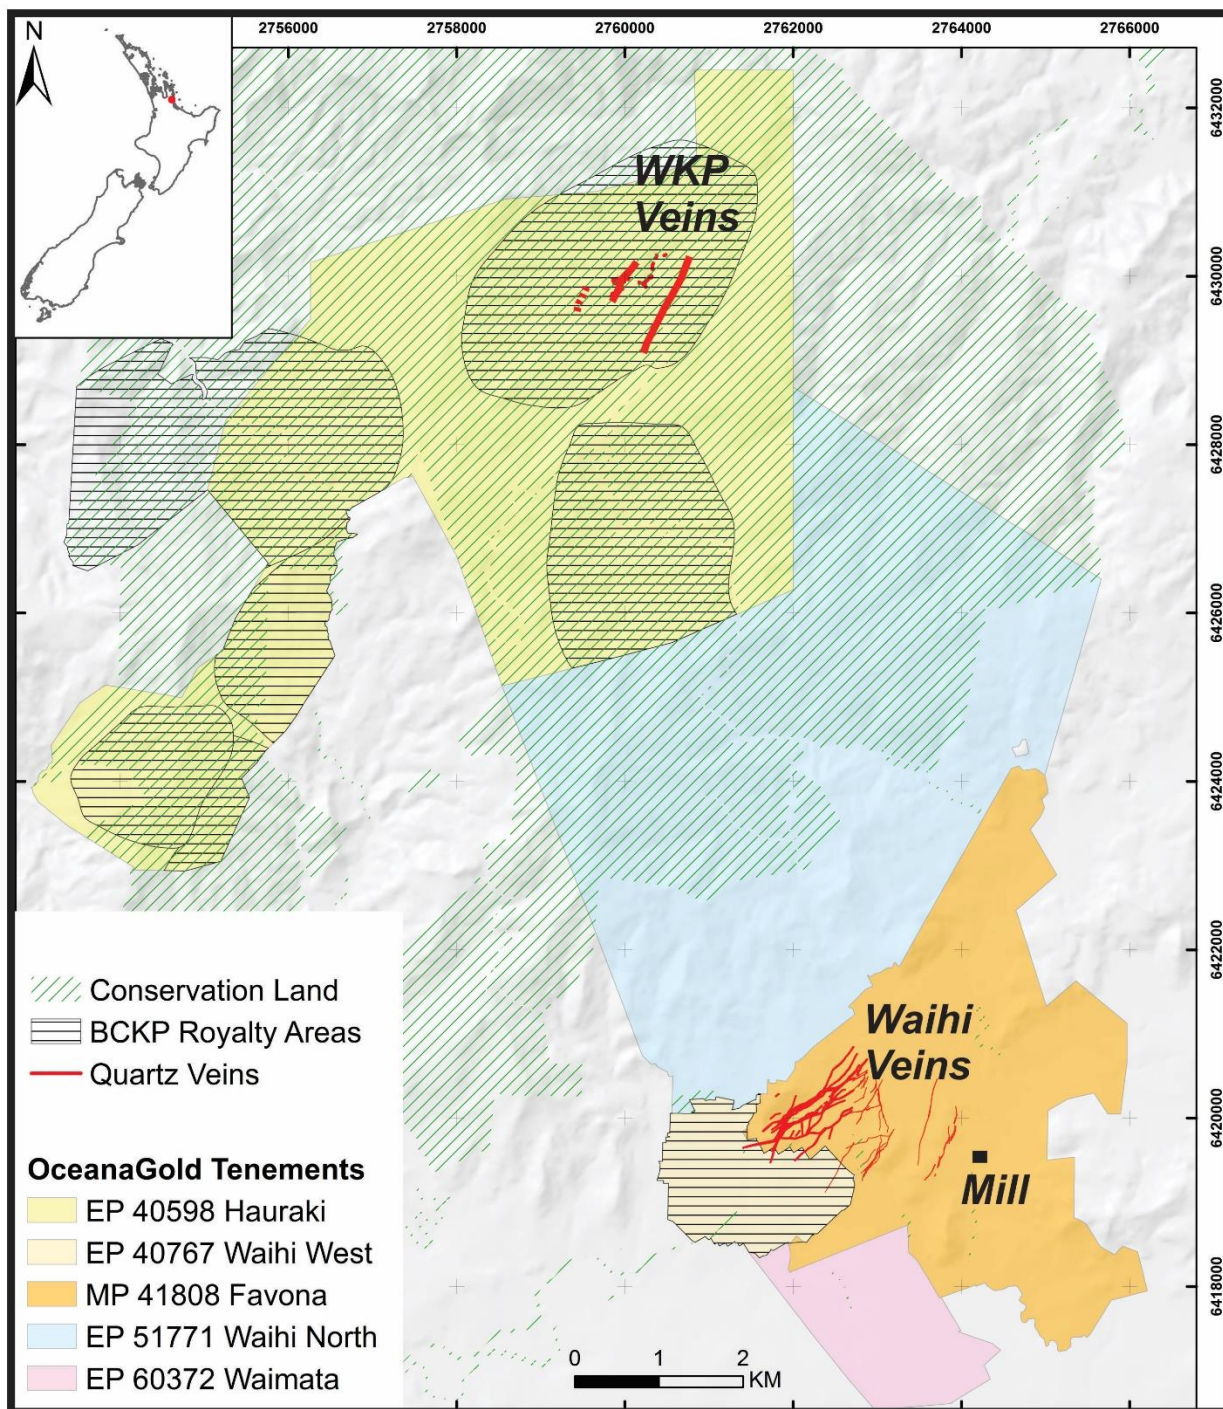 N
2756000
2758000
2760000
2762000
2764000
2766000
6432000
6430000
6428000
6426000
6424000
6422000
6420000
6418000
WKP
Veins
Waihi
Veins
Mill
Conservation Land
BCKP Royalty Areas
Quartz Veins
OceanaGold Tenements
EP 40598 Hauraki
EP 40767 Waihi West
MP 41808 Favona
EP 51771 Waihi North
EP 60372 Waimata
0 1 2
KM